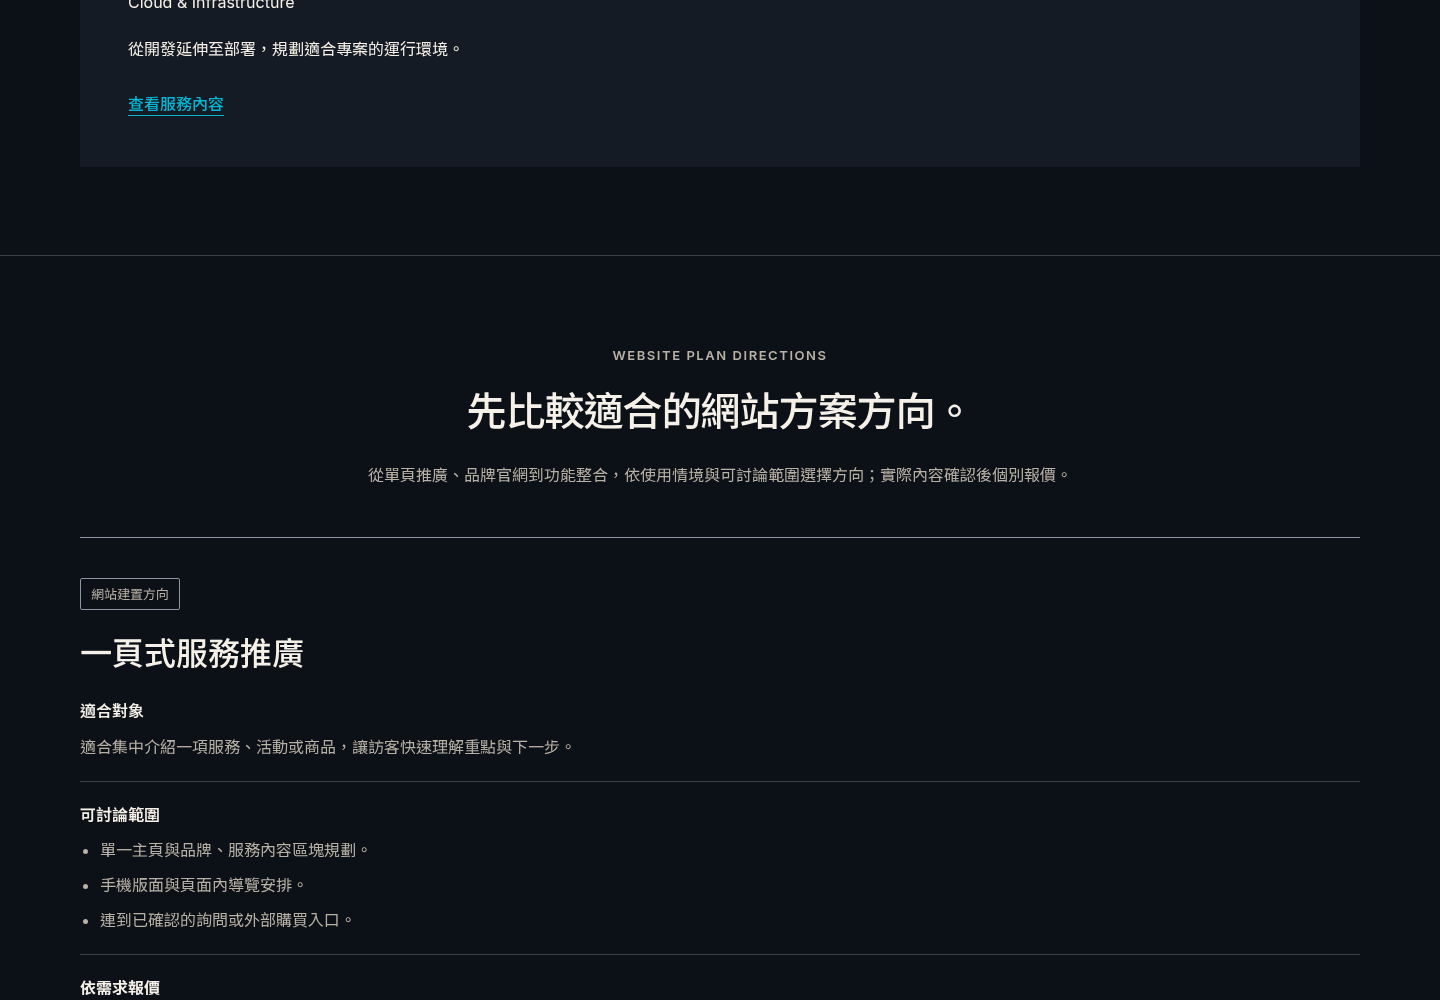 Cloud & Infrastructure
從開發延伸至部署，規劃適合專案的運行環境。
查看服務內容
WEBSITE PLAN DIRECTIONS
先比較適合的網站方案方向。
從單頁推廣、品牌官網到功能整合，依使用情境與可討論範圍選擇方向；實際內容確認後個別報價。
網站建置方向
一頁式服務推廣
適合對象
適合集中介紹一項服務、活動或商品，讓訪客快速理解重點與下一步。
可討論範圍
• 單一主頁與品牌、服務內容區塊規劃。
• 手機版面與頁面內導覽安排。
• 連到已確認的詢問或外部購買入口。
依需求報價